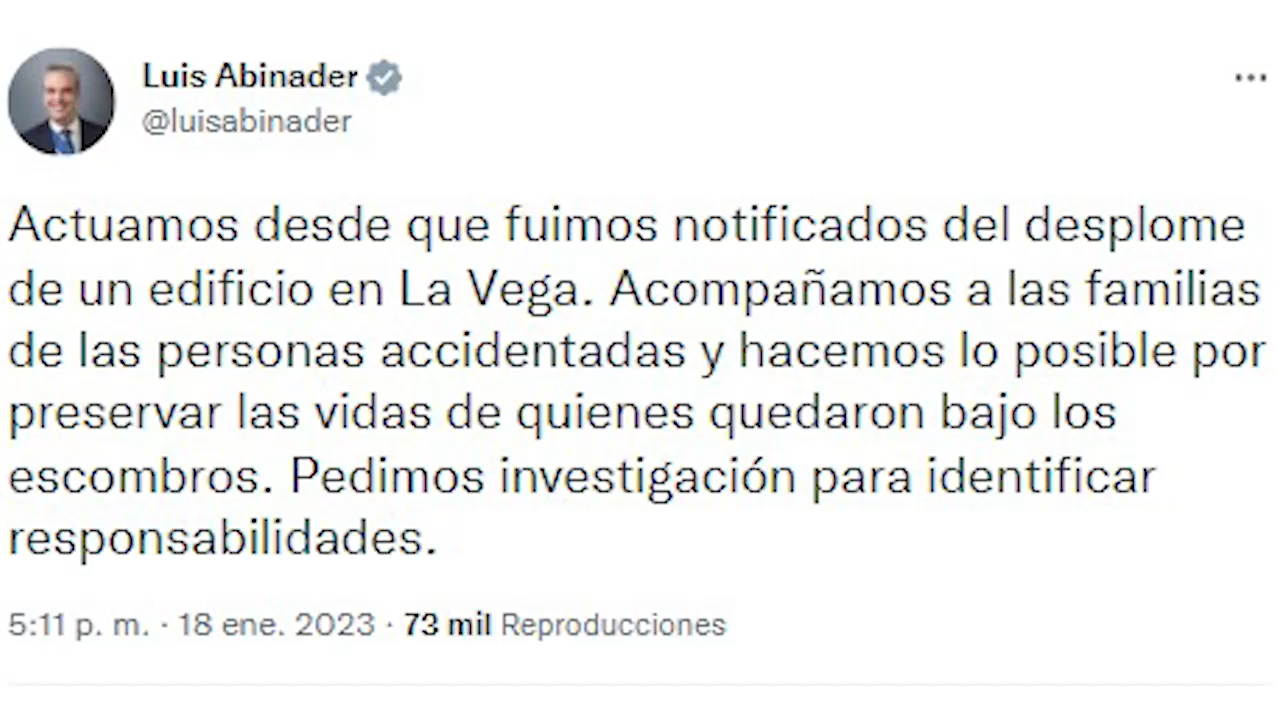 Luis Abinader
@luisabinader
Actuamos desde que fuimos notificados del desplome
de un edificio en La Vega. Acompañamos a las familias
de las personas accidentadas y hacemos lo posible por
preservar las vidas de quienes quedaron bajo los
escombros. Pedimos investigación para identificar
responsabilidades.
5:11 p. m. · 18 ene. 2023 · 73 mil Reproducciones